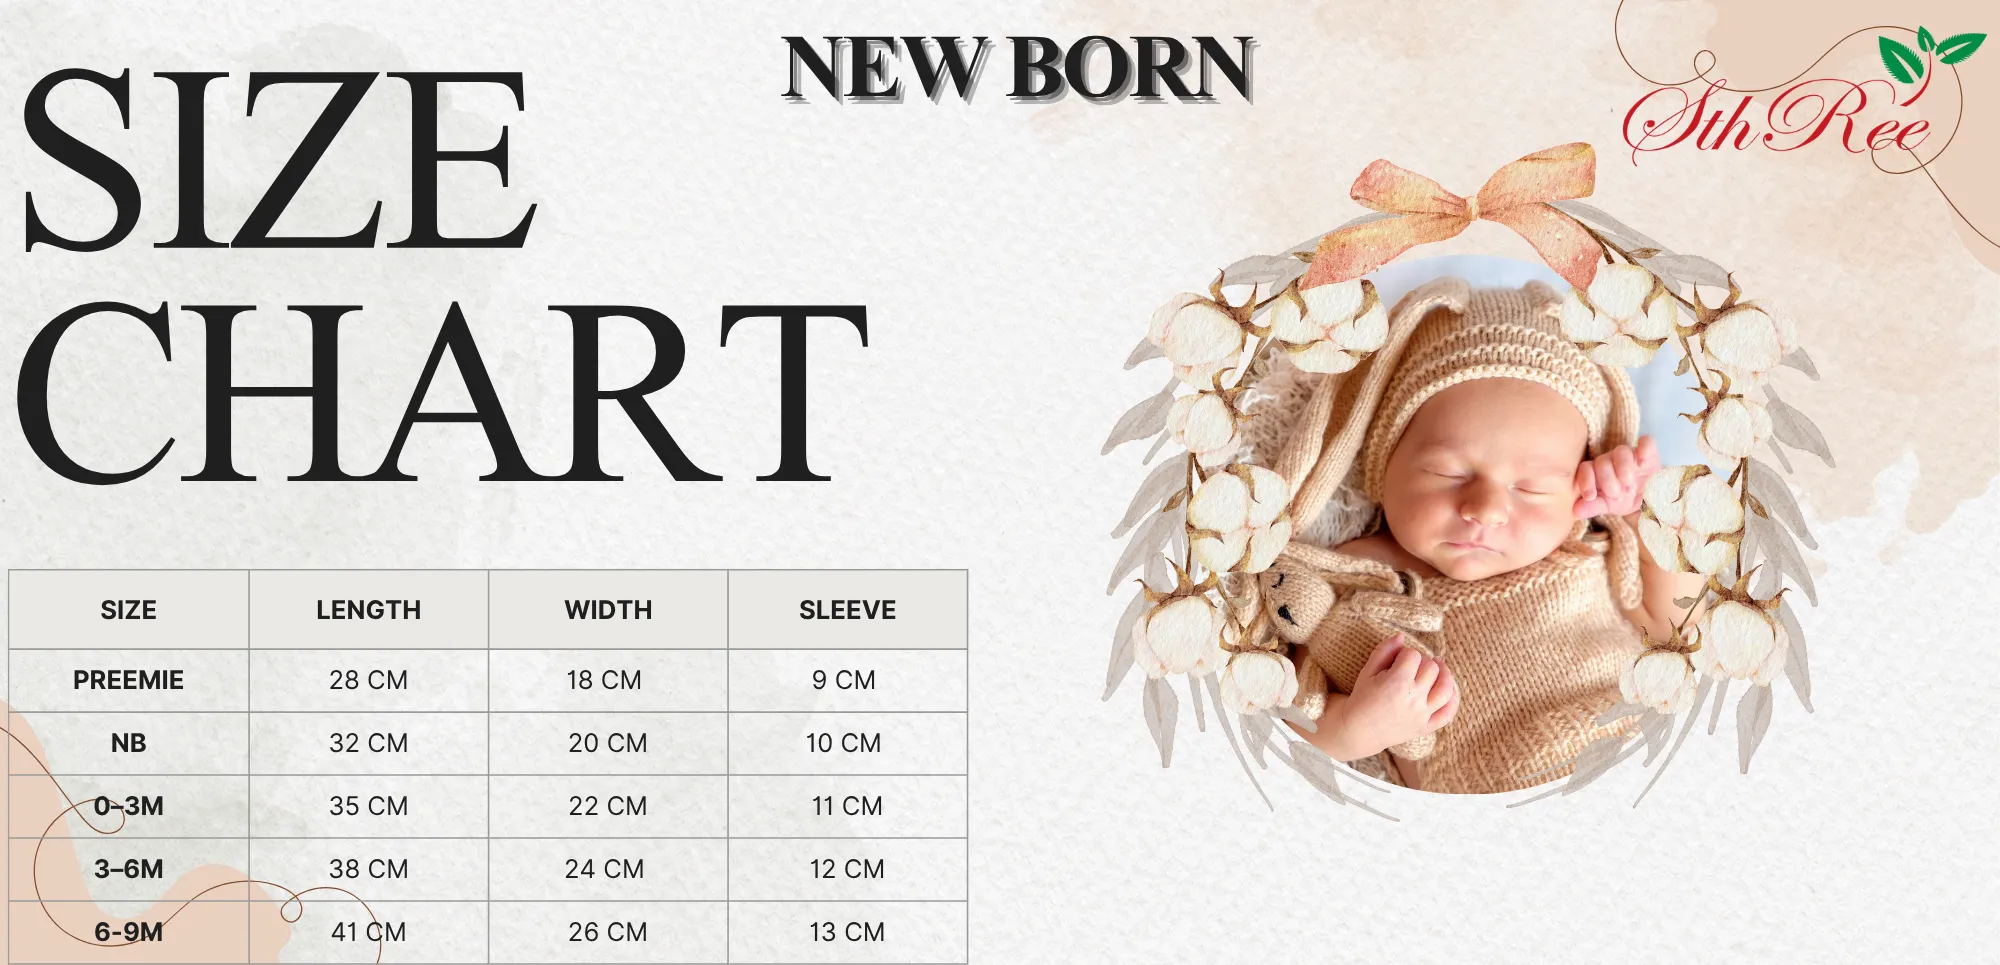 NEW BORN
SthRee
SIZE
CHART
SIZE LENGTH WIDTH SLEEVE
PREEMIE 28 CM 18 CM 9 CM
NB 32 CM 20 CM 10 CM
0–3M 35 CM 22 CM 11 CM
3–6M 38 CM 24 CM 12 CM
6-9M 41 CM 26 CM 13 CM